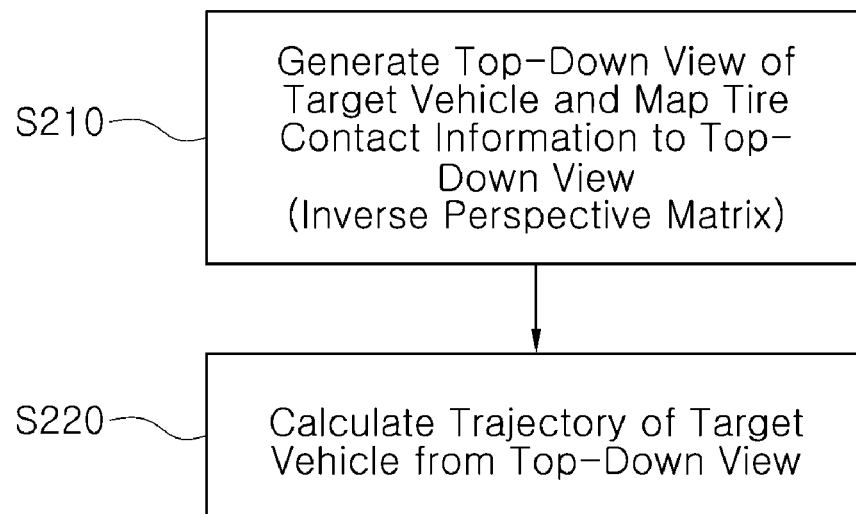 S210
Generate Top-Down View of
Target Vehicle and Map Tire
Contact Information to Top-
Down View
(Inverse Perspective Matrix)
S220
Calculate Trajectory of Target
Vehicle from Top-Down View